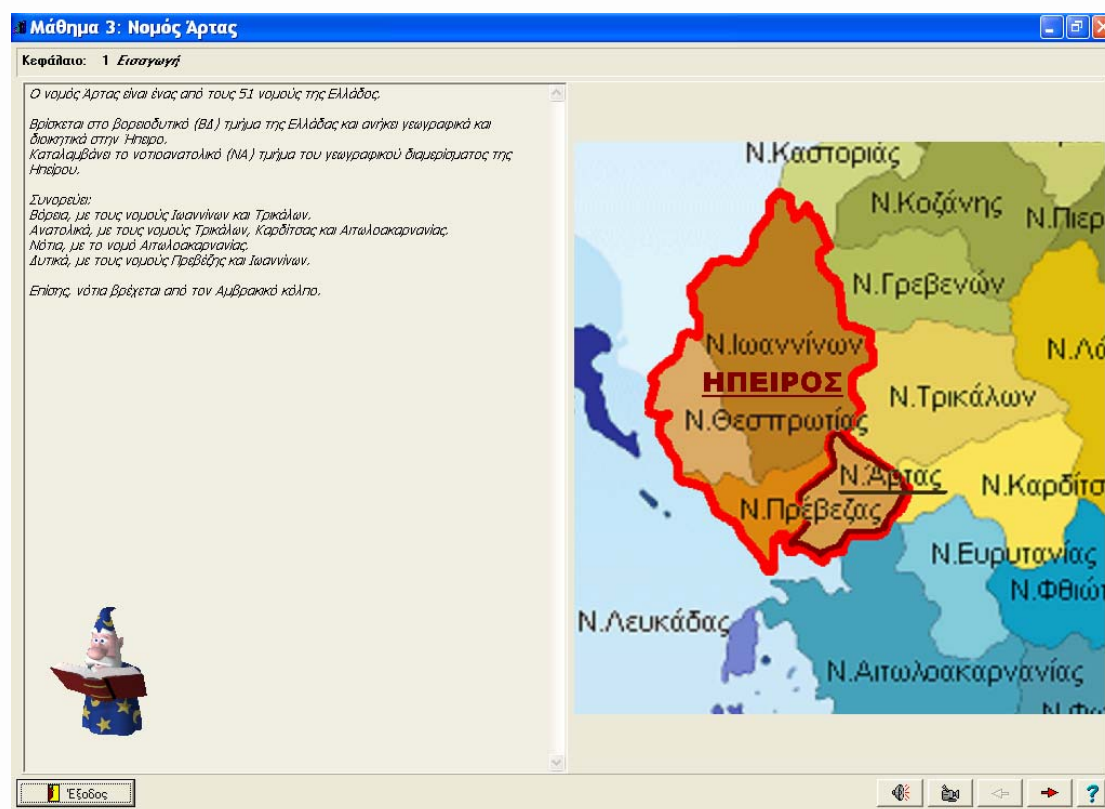 Μάθημα 3: Νομός Άρτας
Κεφάλαιο: 1 Εισαγωγή
Ο νομός Άρτας είναι ένας από τους 51 νομούς της Ελλάδος.
Βρίσκεται στο βορειοδυτικό (ΒΔ) τμήμα της Ελλάδας και ανήκει γεωγραφικά και
διοικητικά στην Ήπειρο.
Καταλαμβάνει το νοτιοανατολικό (ΝΑ) τμήμα του γεωγραφικού διαμερίσματος της
Ηπείρου.
Συνορεύει:
Βόρεια, με τους νομούς Ιωαννίνων και Τρικάλων.
Ανατολικά, με τους νομούς Τρικάλων, Καρδίτσας και Αιτωλοακαρνανίας.
Νότια, με το νομό Αιτωλοακαρνανίας.
Δυτικά, με τους νομούς Πρεβέζης και Ιωαννίνων.
Επίσης, νότια βρέχεται από τον Αμβρακικό κόλπο.
Ν.Καστοριάς
Ν.Κοζάνης
Ν.Πιερ
Ν.Γρεβενών
Ν.Ιωαννίνων
Ν.Λά
ΗΠΕΙΡΟΣ
Ν.Τρικάλων
Ν.Θεσπρωτίας
Ν.Άρτας
Ν.Καρδίτσ
Ν.Πρέβεζας
Ν.Ευρυτανίας
Ν.Φθιώτ
Ν.Λευκάδας
Ν.Αιτωλοακαρνανίας
Έξοδος
?